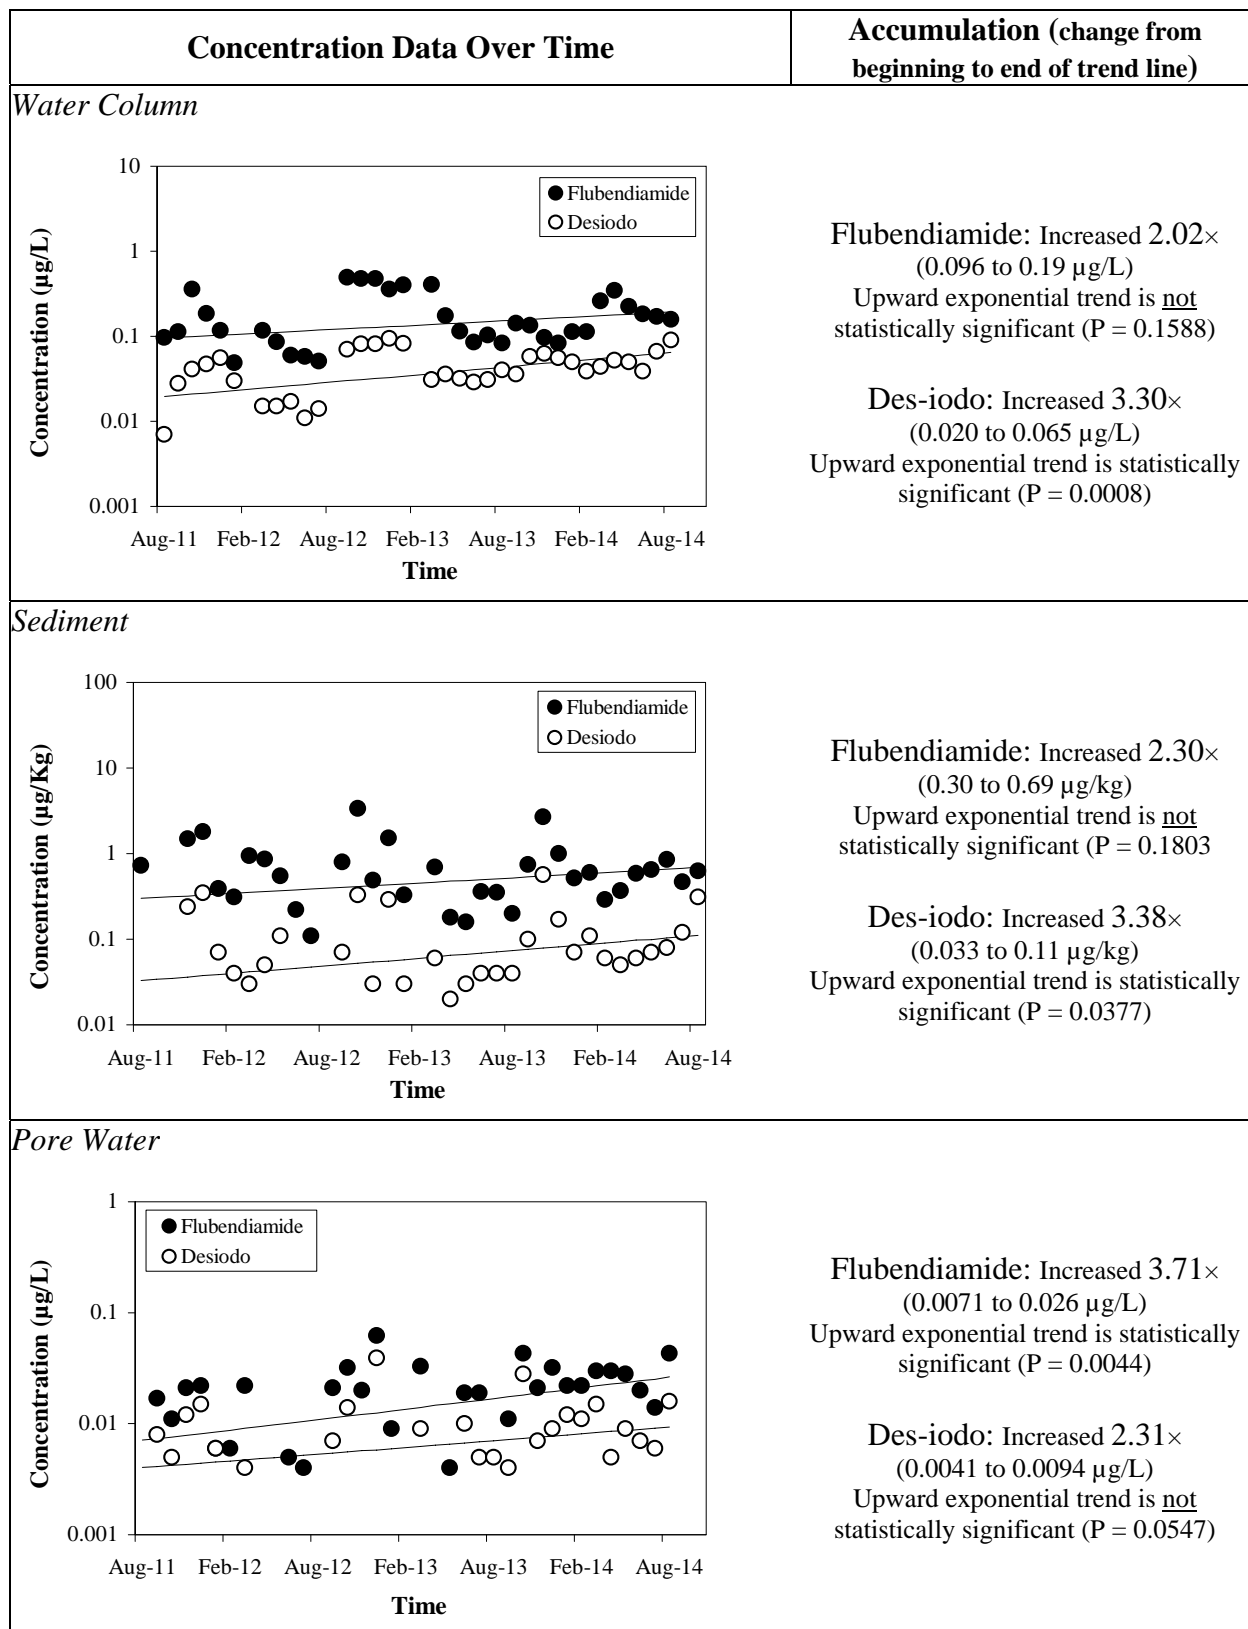 Concentration Data Over Time
Accumulation (change from
beginning to end of trend line)
Water Column
10
1
0.1
0.01
0.001
Concentration (µg/L)
Flubendiamide
Desiodo
Aug-11 Feb-12 Aug-12 Feb-13 Aug-13 Feb-14 Aug-14
Time
Flubendiamide: Increased 2.02×
(0.096 to 0.19 µg/L)
Upward exponential trend is not
statistically significant (P = 0.1588)
Des-iodo: Increased 3.30×
(0.020 to 0.065 µg/L)
Upward exponential trend is statistically
significant (P = 0.0008)
Sediment
100
10
1
0.1
0.01
Concentration (µg/Kg)
Flubendiamide
Desiodo
Aug-11 Feb-12 Aug-12 Feb-13 Aug-13 Feb-14 Aug-14
Time
Flubendiamide: Increased 2.30×
(0.30 to 0.69 µg/kg)
Upward exponential trend is not
statistically significant (P = 0.1803
Des-iodo: Increased 3.38×
(0.033 to 0.11 µg/kg)
Upward exponential trend is statistically
significant (P = 0.0377)
Pore Water
1
0.1
0.01
0.001
Concentration (µg/L)
Flubendiamide
Desiodo
Aug-11 Feb-12 Aug-12 Feb-13 Aug-13 Feb-14 Aug-14
Time
Flubendiamide: Increased 3.71×
(0.0071 to 0.026 µg/L)
Upward exponential trend is statistically
significant (P = 0.0044)
Des-iodo: Increased 2.31×
(0.0041 to 0.0094 µg/L)
Upward exponential trend is not
statistically significant (P = 0.0547)